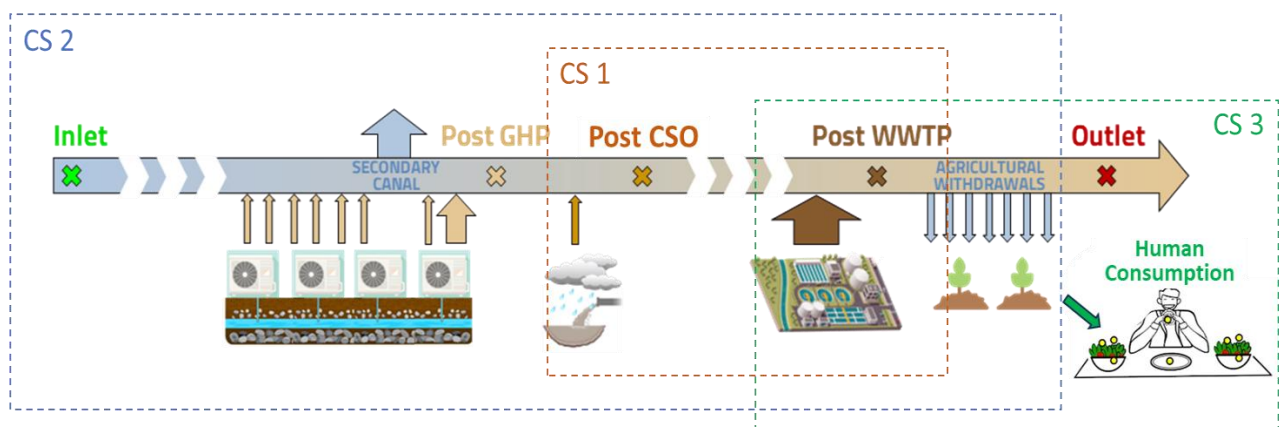 CS 2
CS 1
CS 3
Inlet
Post GHP
Post CSO
Post WWTP
Outlet
SECONDARY
CANAL
AGRICULTURAL
WITHDRAWALS
Human
Consumption